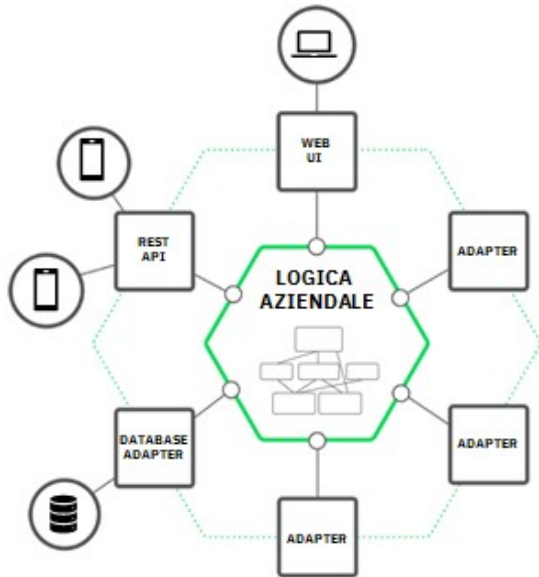 WEB
UI
REST
API
ADAPTER
LOGICA
AZIENDALE
DATABASE
ADAPTER
ADAPTER
ADAPTER